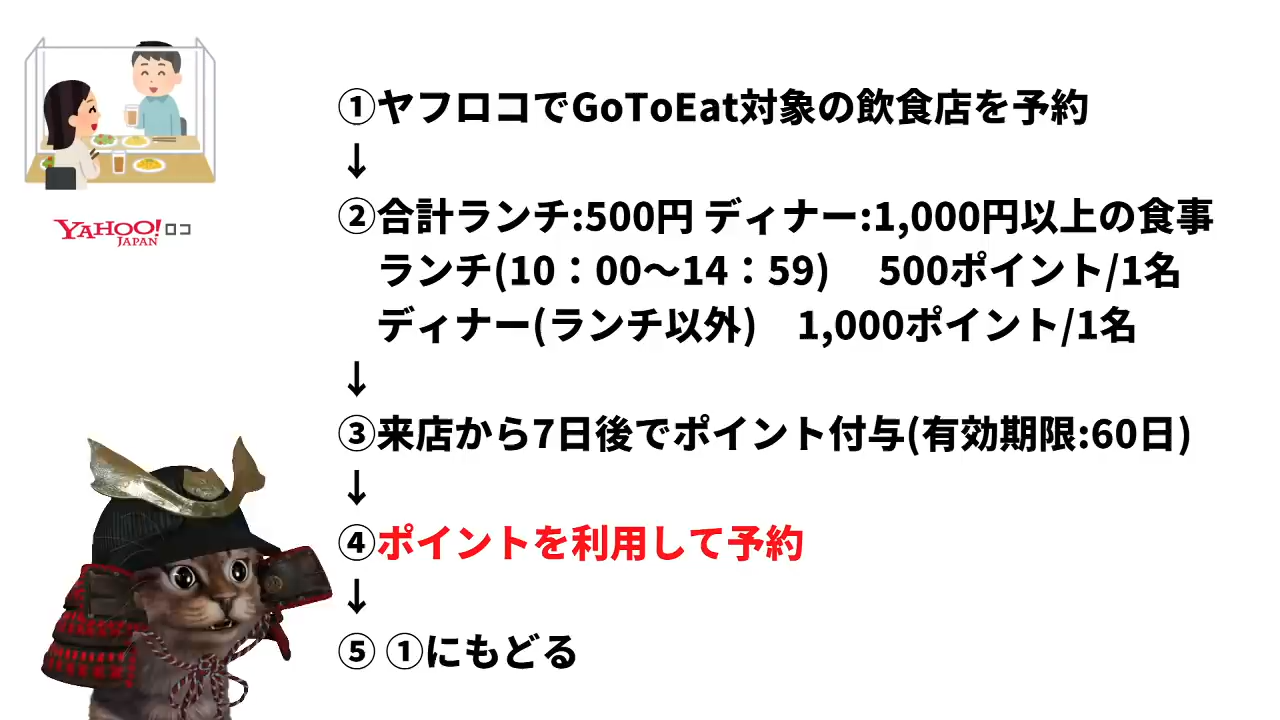 ①ヤフロコでGoToEat対象の飲食店を予約
↓
②合計ランチ:500円 ディナー:1,000円以上の食事
ランチ(10：00〜14：59)　500ポイント/1名
ディナー(ランチ以外)　1,000ポイント/1名
↓
③来店から7日後でポイント付与(有効期限:60日)
↓
④ポイントを利用して予約
↓
⑤ ①にもどる
YAHOO!ロコ
JAPAN